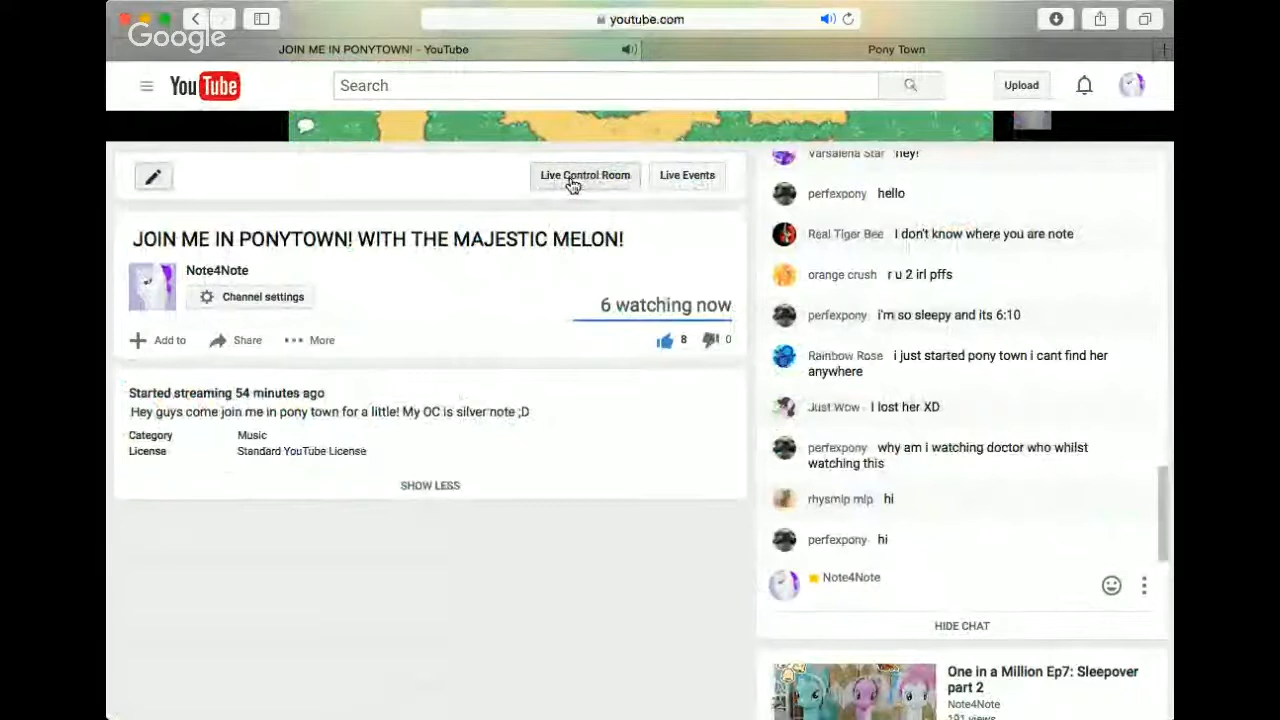 Google
youtube.com
JOIN ME IN PONYTOWN! - YouTube
Pony Town
YouTube
Search
Upload
Live Control Room
Live Events
JOIN ME IN PONYTOWN! WITH THE MAJESTIC MELON!
Note4Note
Channel settings
6 watching now
Add to
Share
More
8
0
Started streaming 54 minutes ago
Hey guys come join me in pony town for a little! My OC is silver note ;D
Category Music
License Standard YouTube License
SHOW LESS
Varsalena Star hey!
perfexpony hello
Real Tiger Bee I don't know where you are note
orange crush r u 2 irl pffs
perfexpony i'm so sleepy and its 6:10
Rainbow Rose i just started pony town i cant find her
anywhere
Just Wow I lost her XD
perfexpony why am i watching doctor who whilst
watching this
rhysmlp mlp hi
perfexpony hi
Note4Note
HIDE CHAT
One in a Million Ep7: Sleepover
part 2
Note4Note
191 views